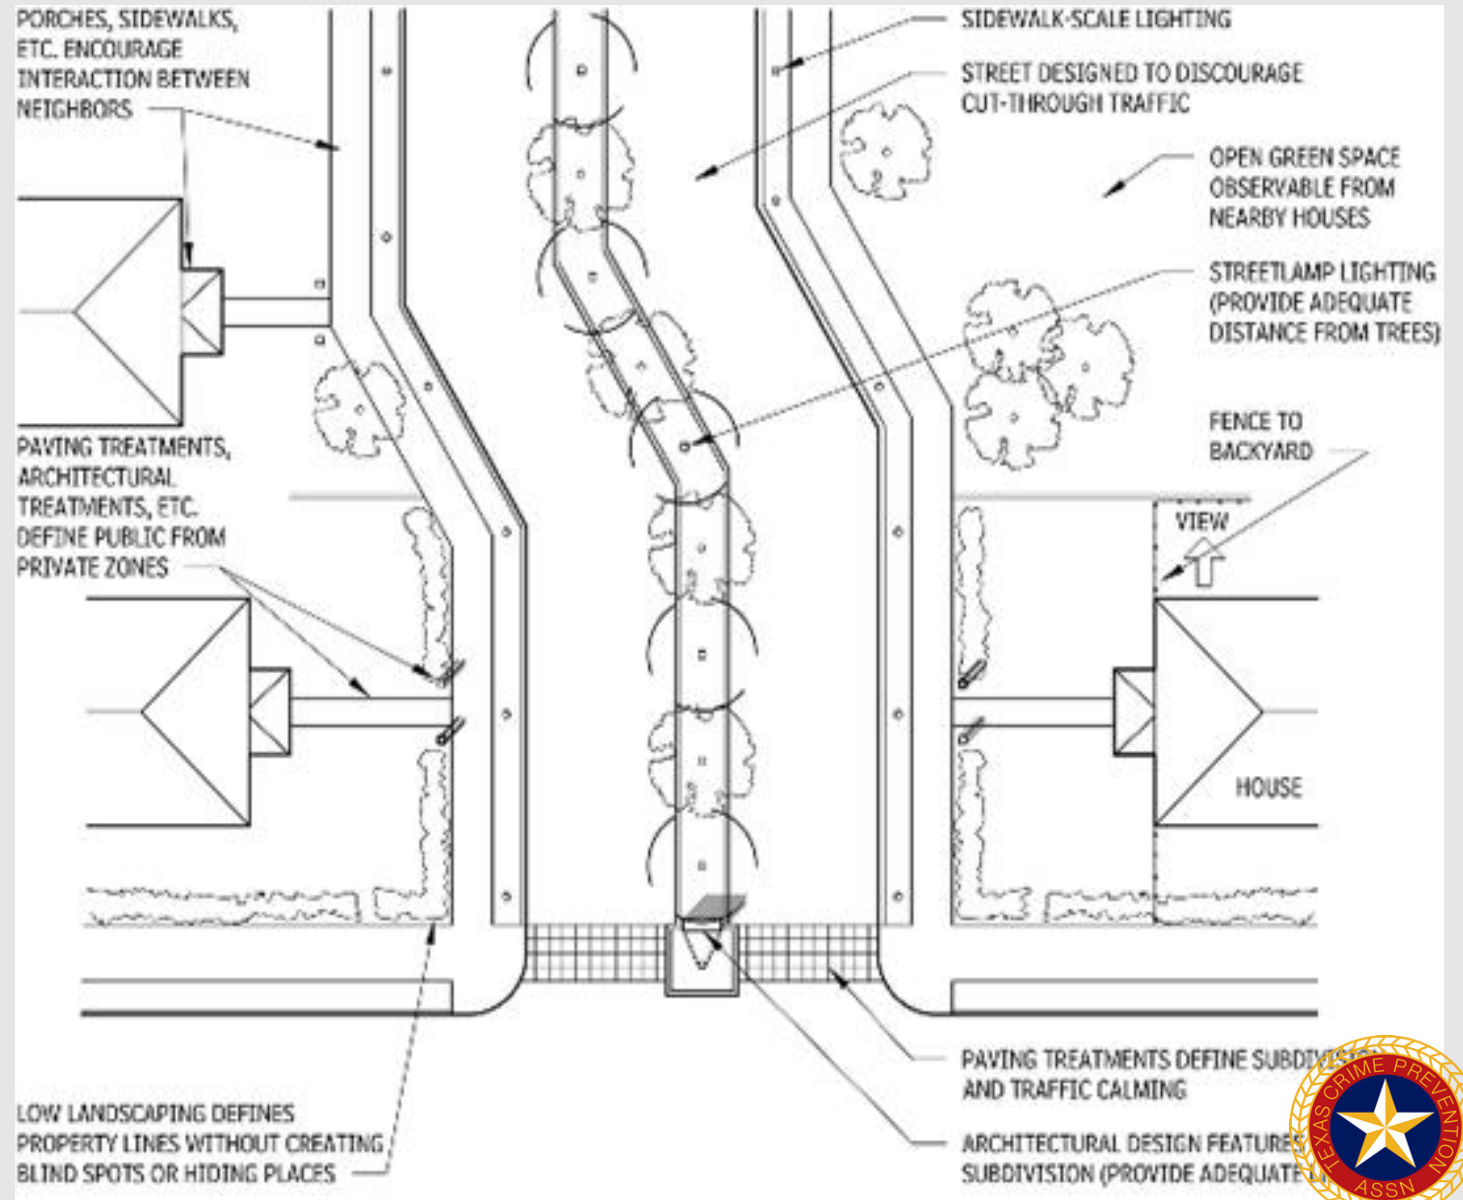 PORCHES, SIDEWALKS,
ETC. ENCOURAGE
INTERACTION BETWEEN
NEIGHBORS
SIDEWALK-SCALE LIGHTING
STREET DESIGNED TO DISCOURAGE
CUT-THROUGH TRAFFIC
OPEN GREEN SPACE
OBSERVABLE FROM
NEARBY HOUSES
STREETLAMP LIGHTING
(PROVIDE ADEQUATE
DISTANCE FROM TREES)
FENCE TO
BACKYARD
VIEW
PAVING TREATMENTS,
ARCHITECTURAL
TREATMENTS, ETC.
DEFINE PUBLIC FROM
PRIVATE ZONES
HOUSE
PAVING TREATMENTS DEFINE
AND TRAFFIC CALMING
LOW LANDSCAPING DEFINES
PROPERTY LINES WITHOUT CREATING
BLIND SPOTS OR HIDING PLACES
ARCHITECTURAL DESIGN FEATURES
SUBDIVISION (PROVIDE ADEQUATE
TEXAS CRIME PREVENTION
ASSN